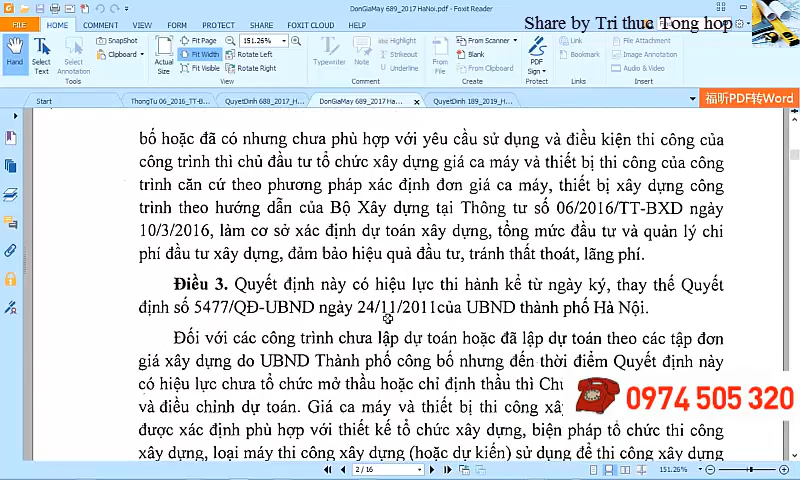 DonGiaMay 689_2017 HaNoi.pdf - Foxit Reader
Share by Tri thuc Tong hop
FILE HOME COMMENT VIEW FORM PROTECT SHARE FOXIT CLOUD HELP
Hand
Select Text
Select Annotation
SnapShot
Clipboard
Tools
Actual Size
Fit Page
Fit Width
Fit Visible
151.26%
Rotate Left
Rotate Right
View
Typewriter
Note
Highlight
Strikeout
Underline
Comment
From File
From Scanner
Blank
From Clipboard
Create
PDF Sign
Protect
Link
Bookmark
Links
File Attachment
Image Annotation
Audio & Video
Insert
Start ThongTu 06_2016_TT-B... QuyetDinh 688_2017_H... DonGiaMay 689_2017 Ha... QuyetDinh 189_2019_H...
福昕PDF转Word
bố hoặc đã có nhưng chưa phù hợp với yêu cầu sử dụng và điều kiện thi công của
công trình thì chủ đầu tư tổ chức xây dựng giá ca máy và thiết bị thi công của công
trình căn cứ theo phương pháp xác định đơn giá ca máy, thiết bị xây dựng công
trình theo hướng dẫn của Bộ Xây dựng tại Thông tư số 06/2016/TT-BXD ngày
10/3/2016, làm cơ sở xác định dự toán xây dựng, tổng mức đầu tư và quản lý chi
phí đầu tư xây dựng, đảm bảo hiệu quả đầu tư, tránh thất thoát, lãng phí.
Điều 3. Quyết định này có hiệu lực thi hành kể từ ngày ký, thay thế Quyết
định số 5477/QĐ-UBND ngày 24/11/2011của UBND thành phố Hà Nội.
Đối với các công trình chưa lập dự toán hoặc đã lập dự toán theo các tập đơn
giá xây dựng do UBND Thành phố công bố nhưng đến thời điểm Quyết định này
có hiệu lực chưa tổ chức mở thầu hoặc chỉ định thầu thì Ch
và điều chỉnh dự toán. Giá ca máy và thiết bị thi công xâ
0974 505 320
được xác định phù hợp với thiết kế tổ chức xây dựng, biện pháp tổ chức thi công
xây dựng, loại máy thi công xây dựng (hoặc dự kiến) sử dụng để thi công xây dựng
2 / 16
151.26%